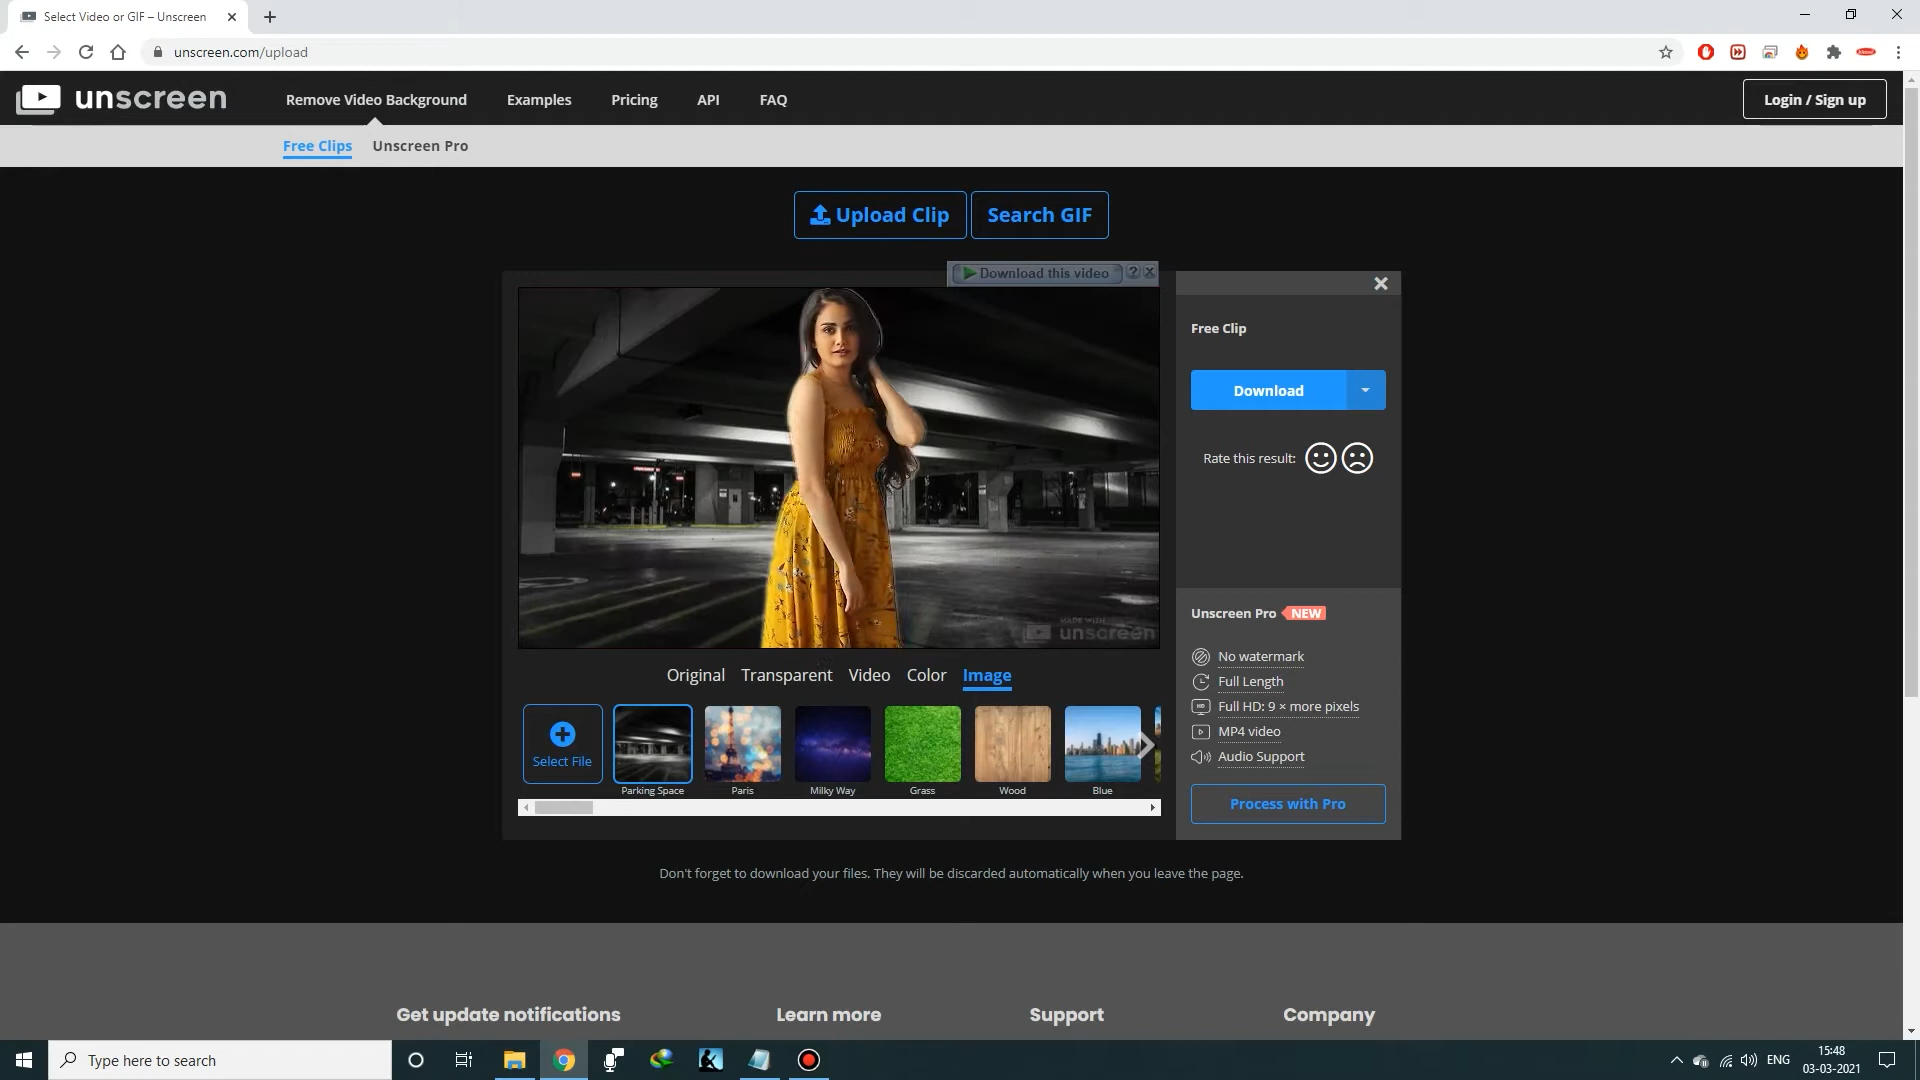 Select Video or GIF – Unscreen
unscreen.com/upload
unscreen
Remove Video Background
Examples
Pricing
API
FAQ
Login / Sign up
Free Clips
Unscreen Pro
Upload Clip
Search GIF
Download this video
?
Free Clip
Download
Rate this result:
MADE WITH
unscreen
Original
Transparent
Video
Color
Image
Select File
Parking Space
Paris
Milky Way
Grass
Wood
Blue
Unscreen Pro NEW
No watermark
Full Length
HD Full HD: 9 × more pixels
MP4 video
Audio Support
Process with Pro
Don't forget to download your files. They will be discarded automatically when you leave the page.
Get update notifications
Learn more
Support
Company
Type here to search
ENG
15:48
03-03-2021